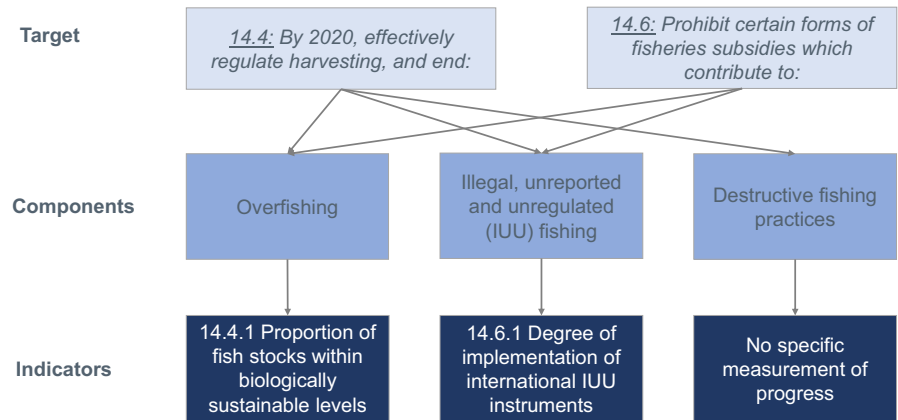 Target
14.4: By 2020, effectively
regulate harvesting, and end:
14.6: Prohibit certain forms of
fisheries subsidies which
contribute to:
Components
Overfishing
Illegal, unreported
and unregulated
(IUU) fishing
Destructive fishing
practices
Indicators
14.4.1 Proportion of
fish stocks within
biologically
sustainable levels
14.6.1 Degree of
implementation of
international IUU
instruments
No specific
measurement of
progress